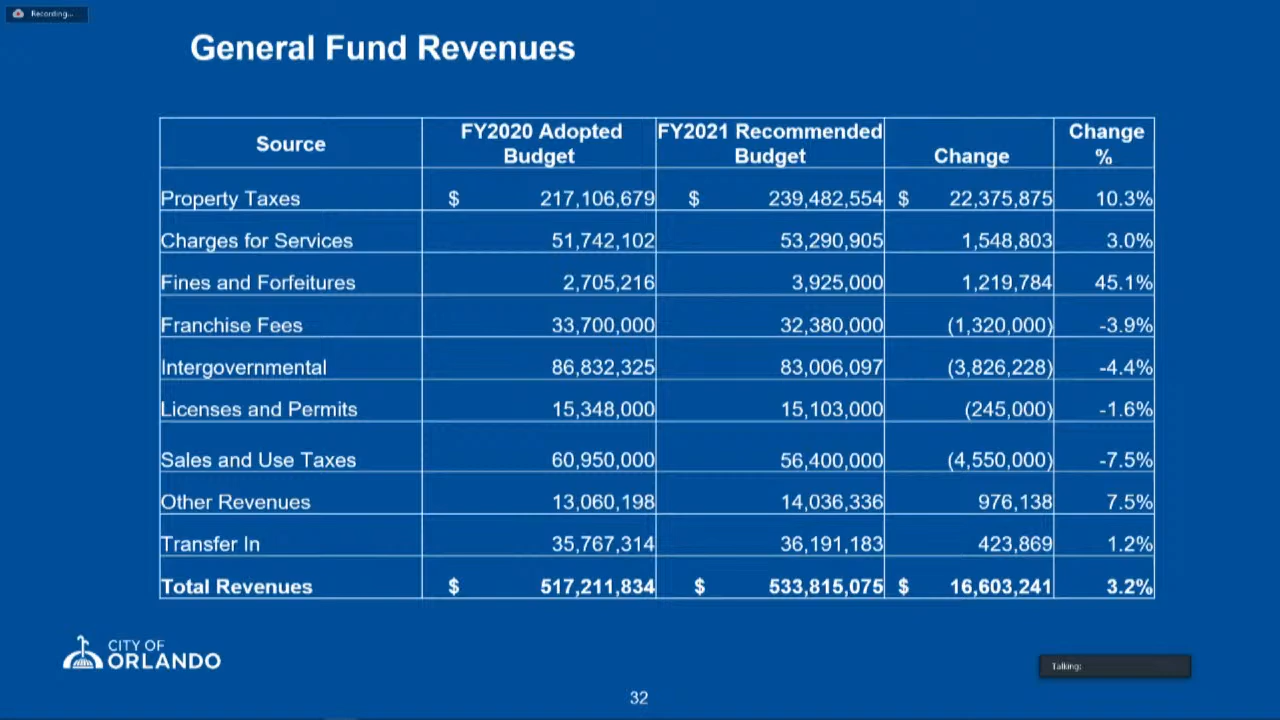 Recording...
General Fund Revenues
Source FY2020 Adopted Budget FY2021 Recommended Budget Change Change %
Property Taxes $ 217,106,679 $ 239,482,554 $ 22,375,875 10.3%
Charges for Services 51,742,102 53,290,905 1,548,803 3.0%
Fines and Forfeitures 2,705,216 3,925,000 1,219,784 45.1%
Franchise Fees 33,700,000 32,380,000 (1,320,000) -3.9%
Intergovernmental 86,832,325 83,006,097 (3,826,228) -4.4%
Licenses and Permits 15,348,000 15,103,000 (245,000) -1.6%
Sales and Use Taxes 60,950,000 56,400,000 (4,550,000) -7.5%
Other Revenues 13,060,198 14,036,336 976,138 7.5%
Transfer In 35,767,314 36,191,183 423,869 1.2%
Total Revenues $ 517,211,834 $ 533,815,075 $ 16,603,241 3.2%
CITY OF
ORLANDO
Talking:
32